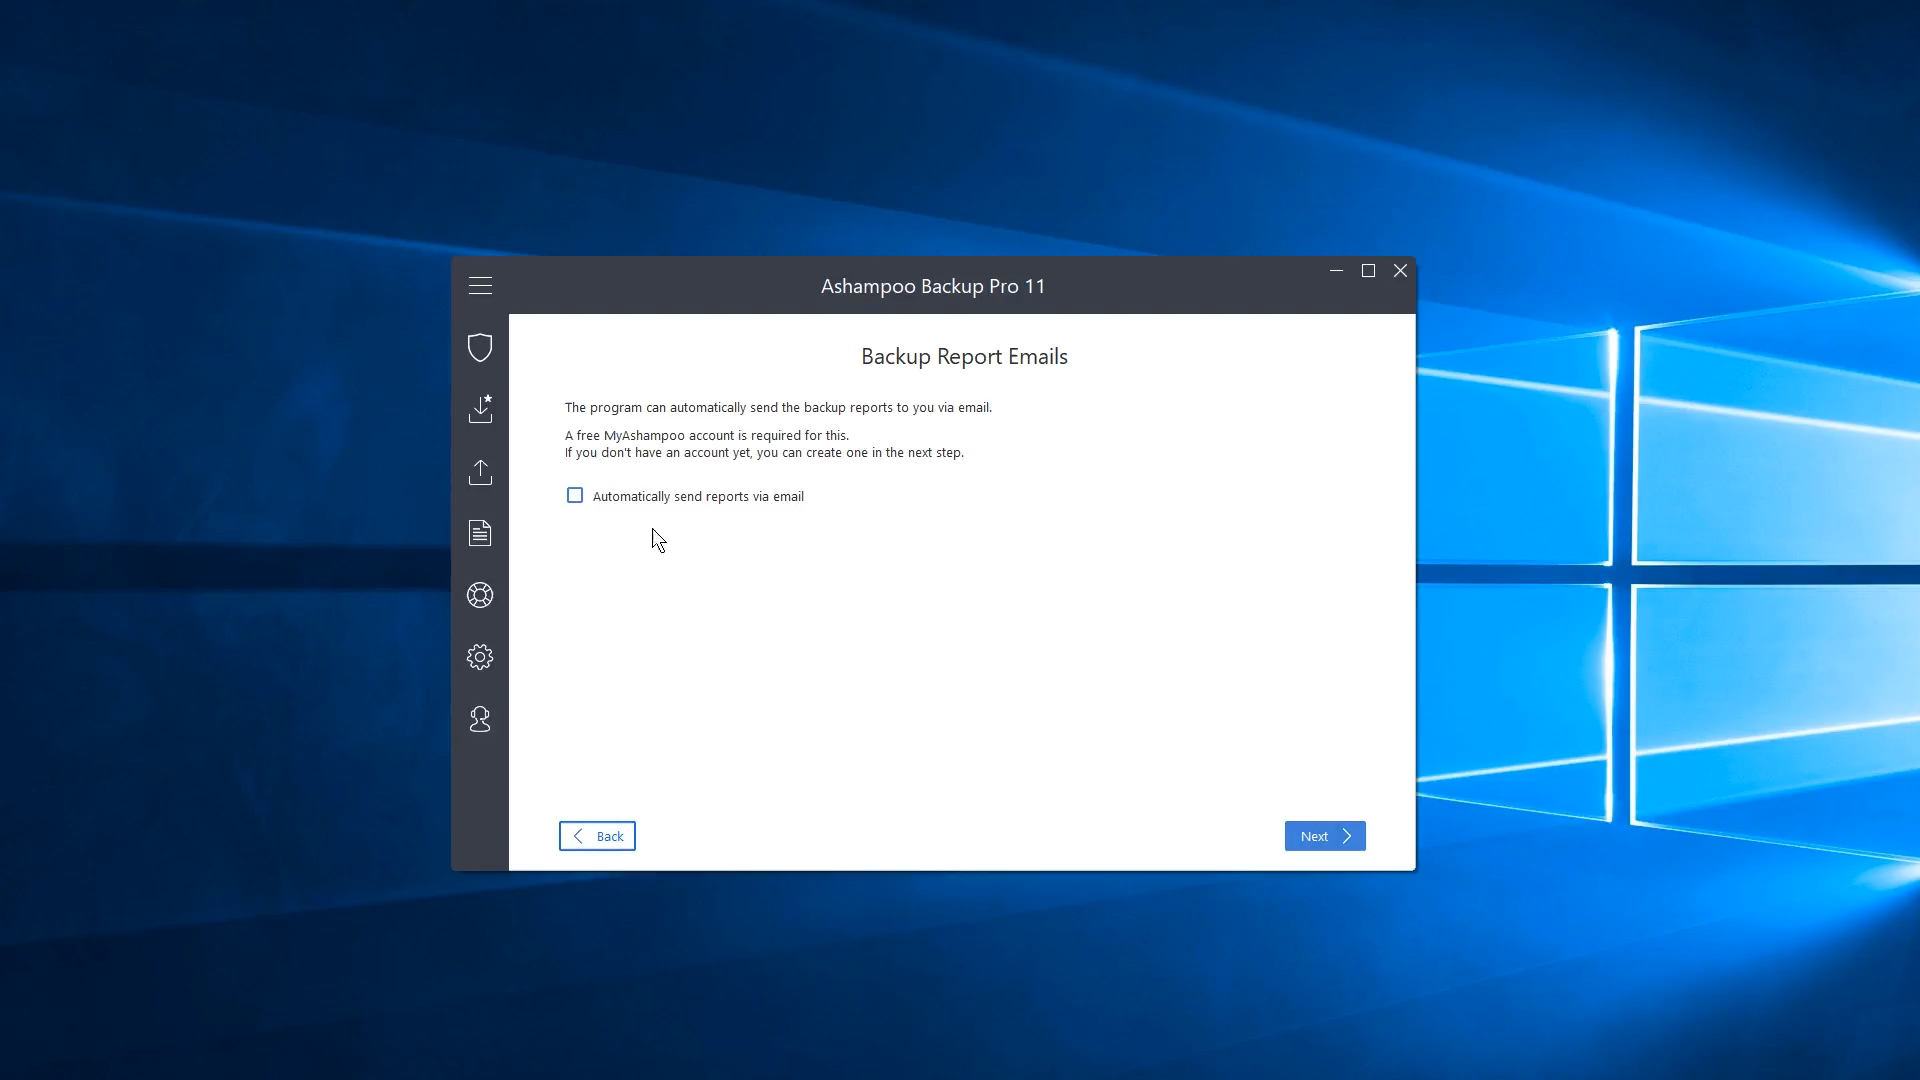 Ashampoo Backup Pro 11
Backup Report Emails
The program can automatically send the backup reports to you via email.
A free MyAshampoo account is required for this.
If you don't have an account yet, you can create one in the next step.
Automatically send reports via email
Back
Next